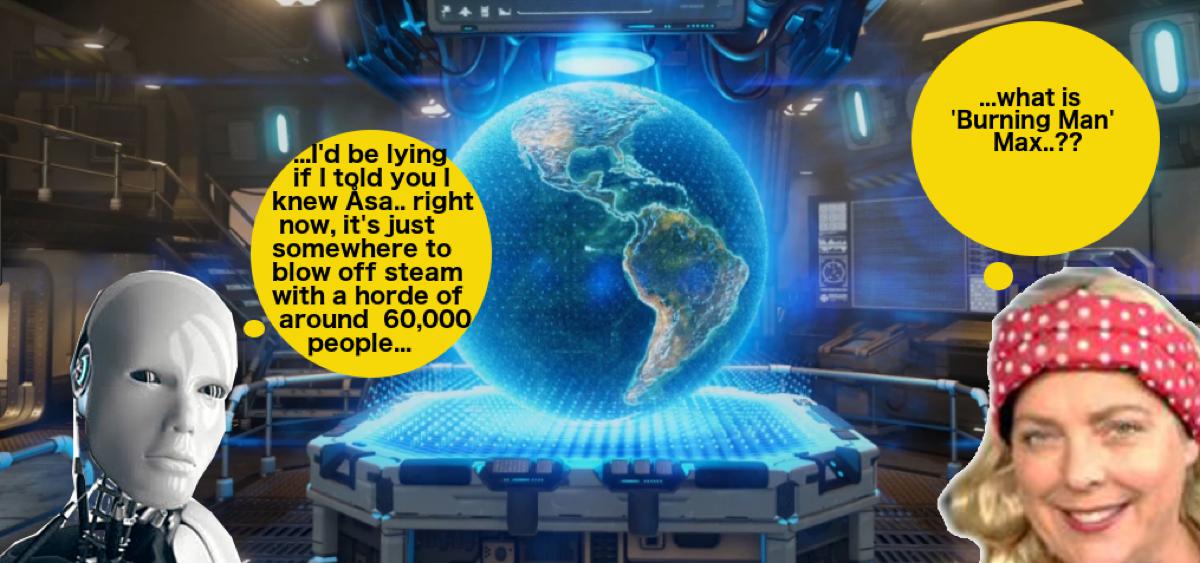 ...what is
'Burning Man'
Max..??
...I'd be lying
if I told you I
knew Åsa.. right
now, it's just
somewhere to
blow off steam
with a horde of
around  60,000
people...